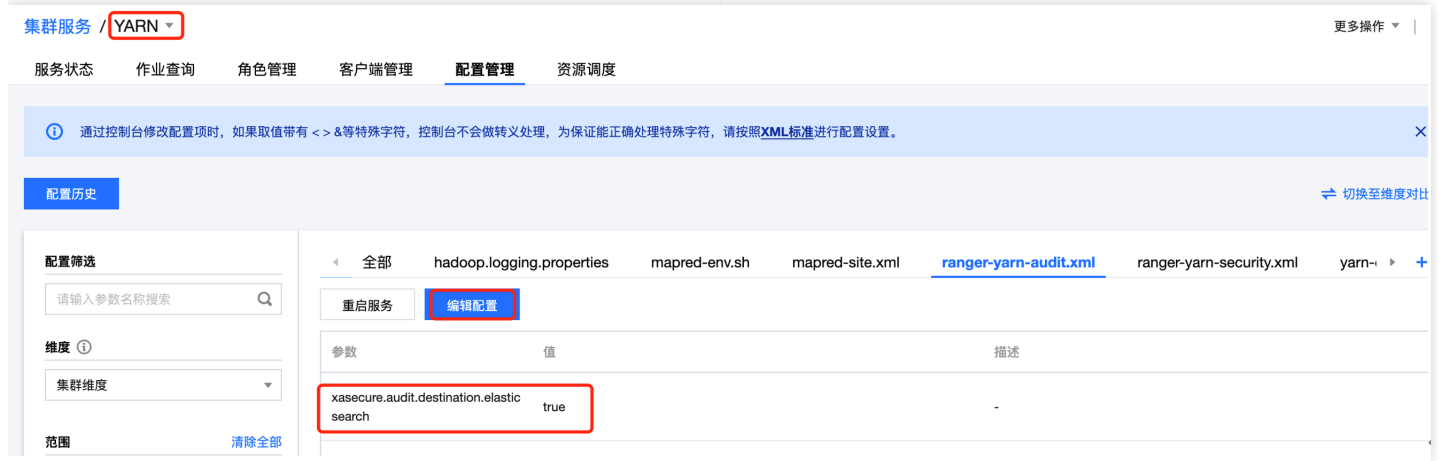 集群服务 / YARN
更多操作
服务状态 作业查询 角色管理 客户端管理 配置管理 资源调度
通过控制台修改配置项时，如果取值带有 < > &等特殊字符，控制台不会做转义处理，为保证能正确处理特殊字符，请按照XML标准进行配置设置。
配置历史
切换至维度对比
配置筛选
全部 hadoop.logging.properties mapred-env.sh mapred-site.xml ranger-yarn-audit.xml ranger-yarn-security.xml yarn-
请输入参数名称搜索
重启服务 编辑配置
维度
参数 值 描述
集群维度
xasecure.audit.destination.elastic
search
true
-
范围 清除全部